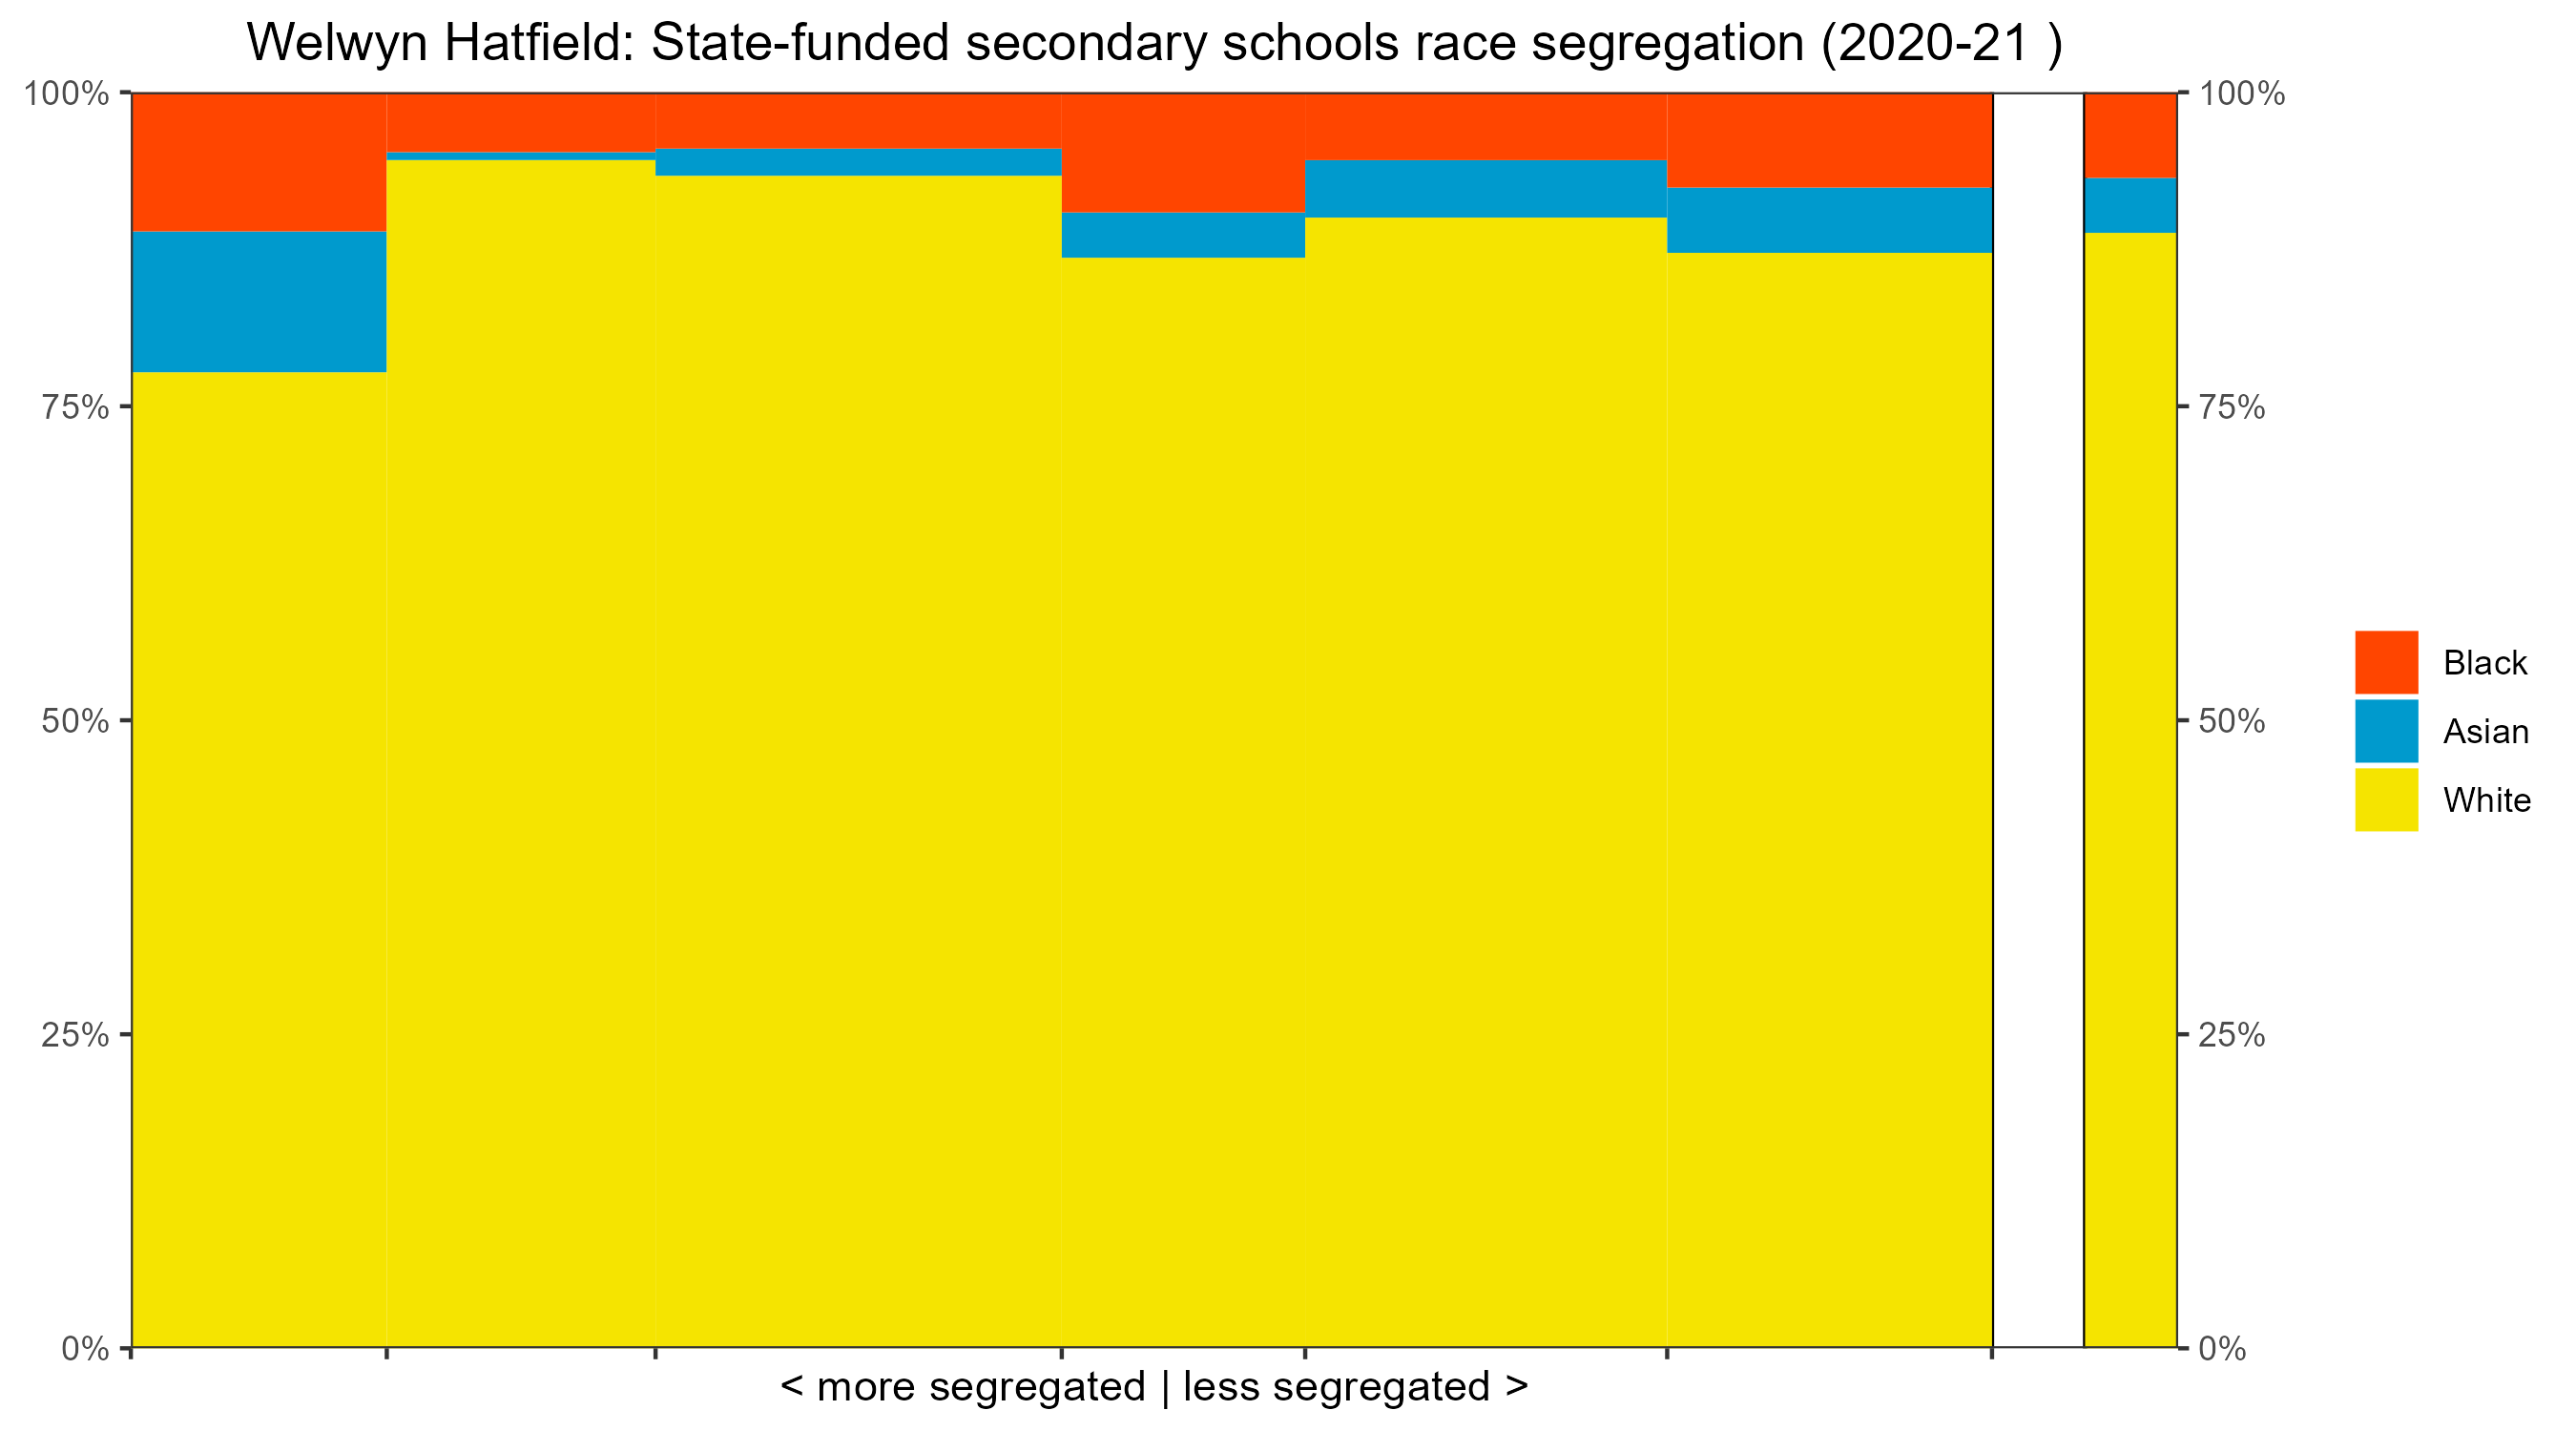 Welwyn Hatfield: State-funded secondary schools race segregation (2020-21 )
100%
100%
75%
75%
50%
50%
25%
25%
0%
0%
Black
Asian
White
< more segregated | less segregated >